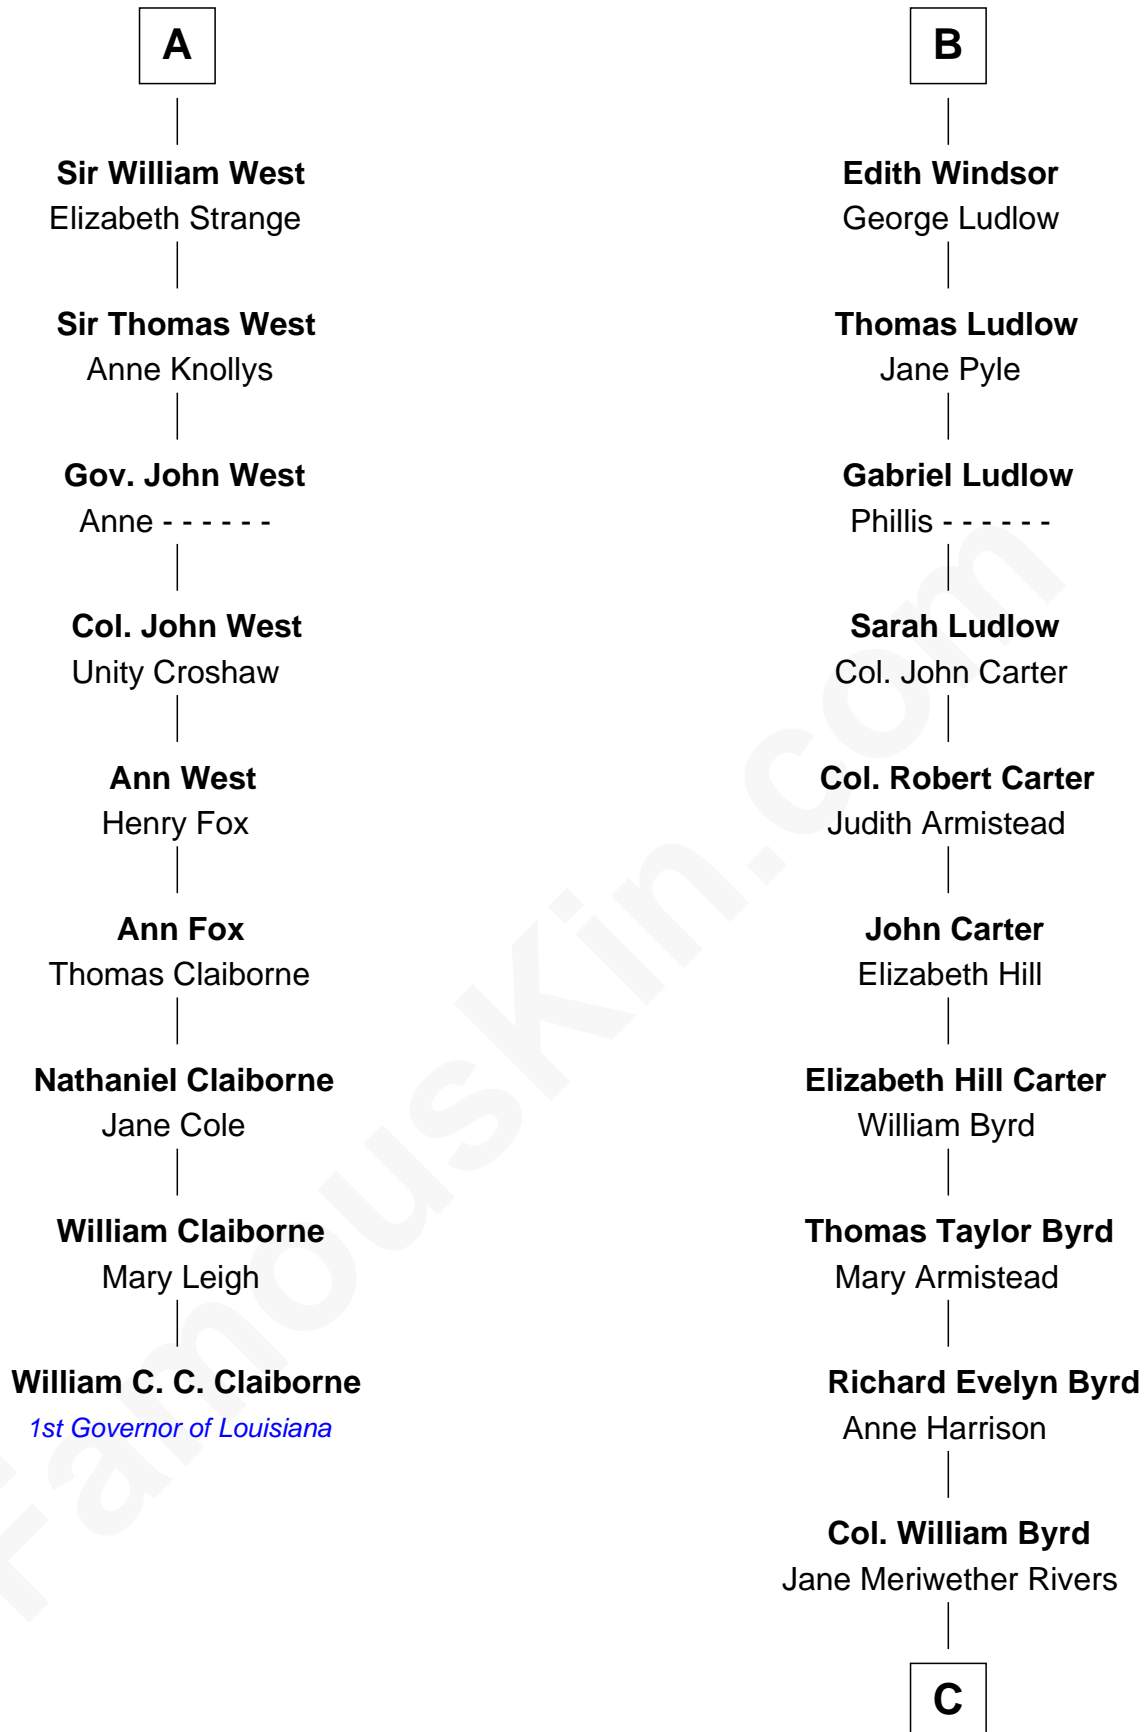 A
Sir William West
Elizabeth Strange
Sir Thomas West
Anne Knollys
Gov. John West
Anne - - - - - -
Col. John West
Unity Croshaw
Ann West
Henry Fox
Ann Fox
Thomas Claiborne
Nathaniel Claiborne
Jane Cole
William Claiborne
Mary Leigh
William C. C. Claiborne
1st Governor of Louisiana
B
Edith Windsor
George Ludlow
Thomas Ludlow
Jane Pyle
Gabriel Ludlow
Phillis - - - - - -
Sarah Ludlow
Col. John Carter
Col. Robert Carter
Judith Armistead
John Carter
Elizabeth Hill
Elizabeth Hill Carter
William Byrd
Thomas Taylor Byrd
Mary Armistead
Richard Evelyn Byrd
Anne Harrison
Col. William Byrd
Jane Meriwether Rivers
C
FamousKin.com